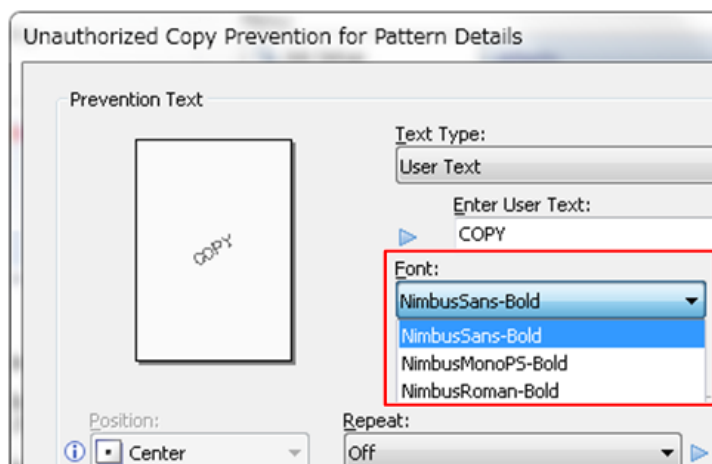 Unauthorized Copy Prevention for Pattern Details
Prevention Text
COPY
Text Type:
User Text
Enter User Text:
COPY
Font:
NimbusSans-Bold
NimbusSans-Bold
NimbusMonoPS-Bold
NimbusRoman-Bold
Position:
Center
Repeat:
Off